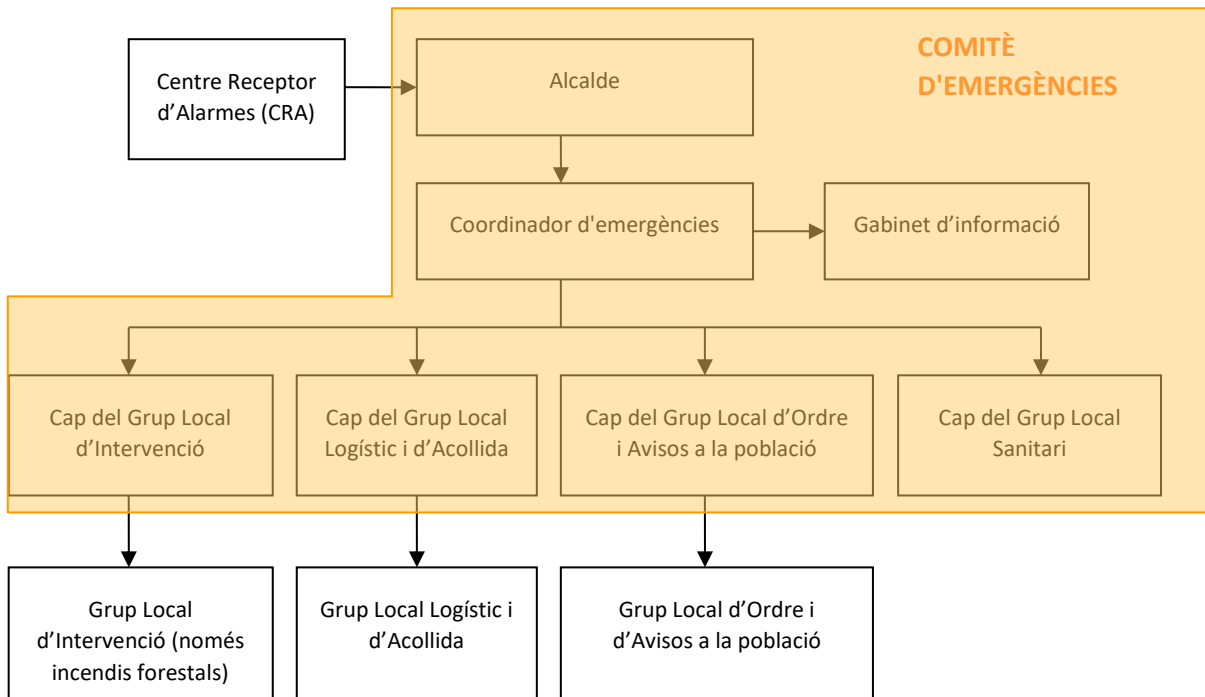 COMITÈ
D'EMERGÈNCIES
Centre Receptor
d’Alarmes (CRA)
Alcalde
Coordinador d'emergències
Gabinet d’informació
Cap del Grup Local
d’Intervenció
Cap del Grup Local
Logístic i d’Acollida
Cap del Grup Local d’Ordre
i Avisos a la població
Cap del Grup Local
Sanitari
Grup Local
d’Intervenció (només
incendis forestals)
Grup Local Logístic i
d’Acollida
Grup Local d’Ordre i
d’Avisos a la població